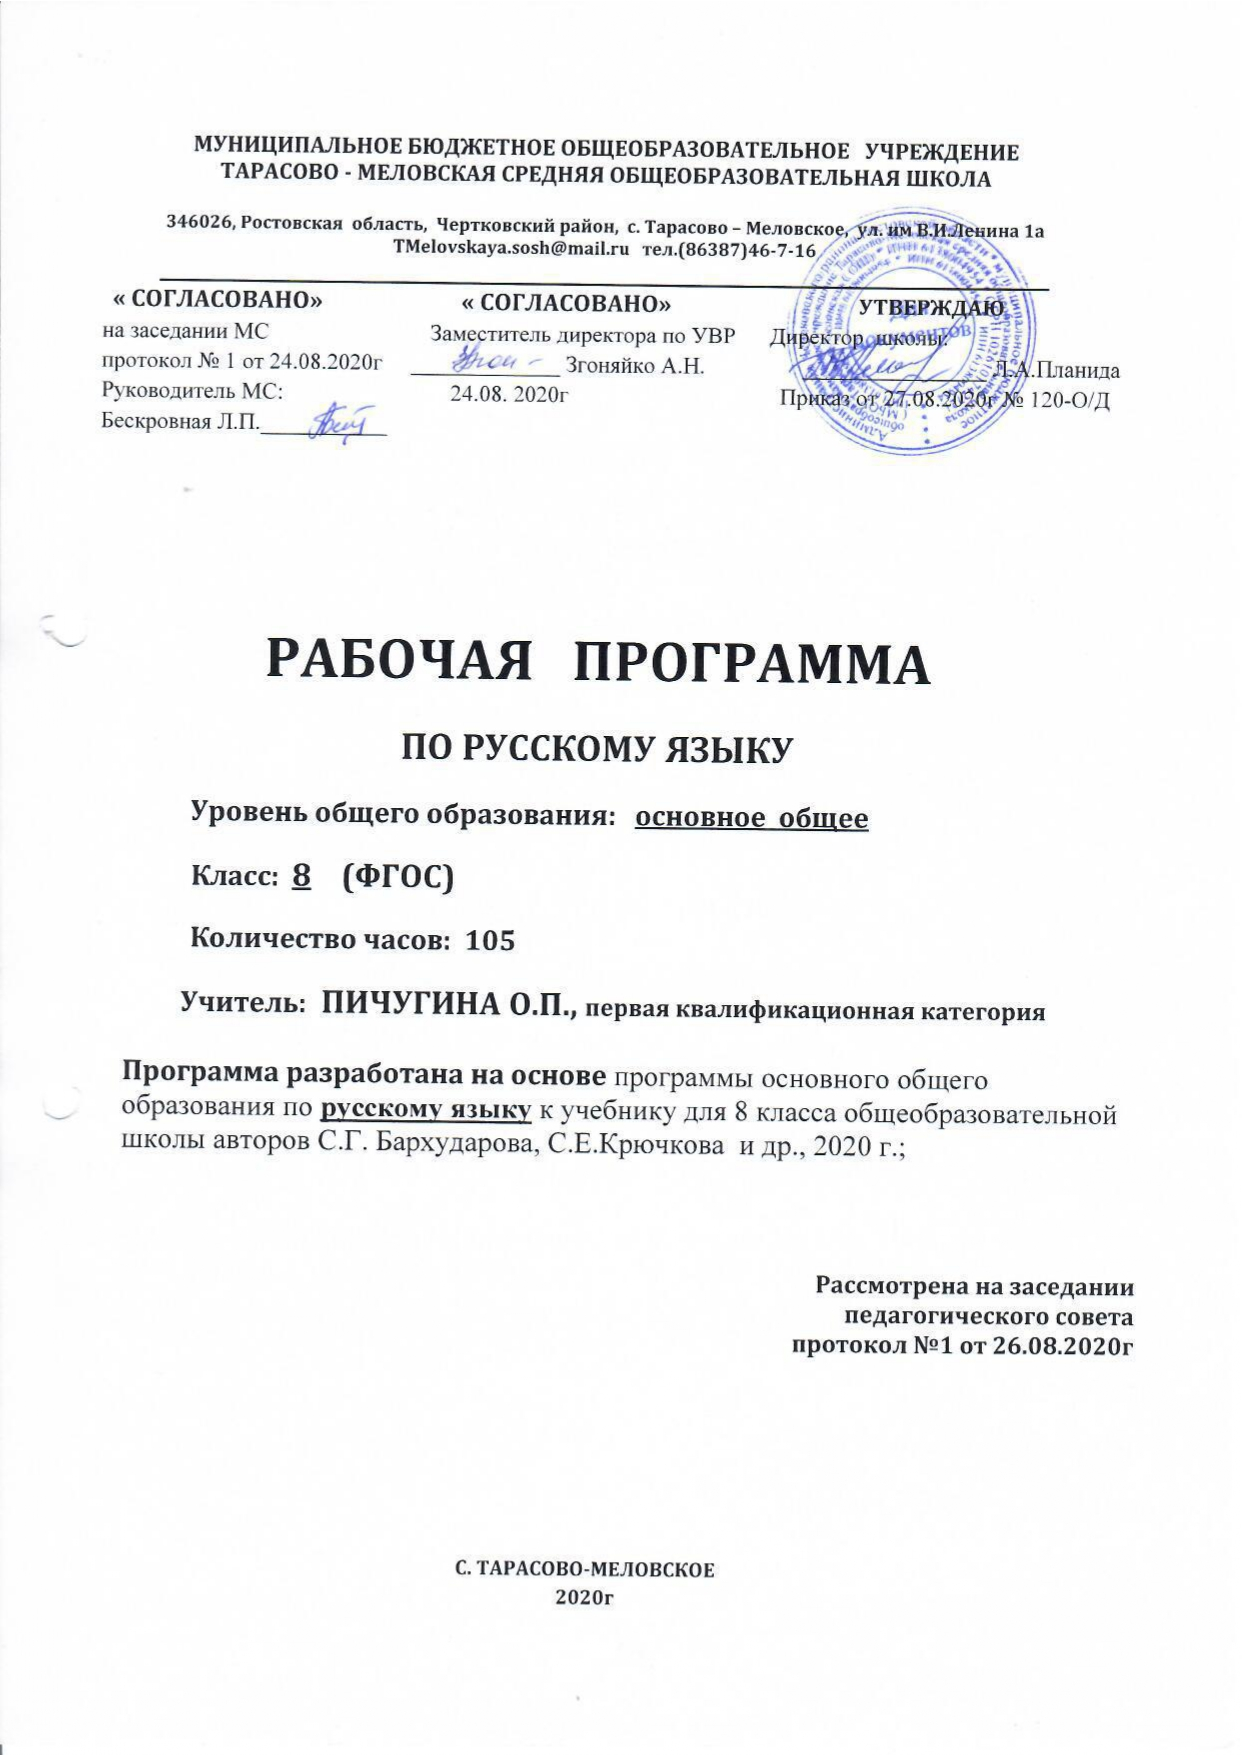 МУНИЦИПАЛЬНОЕ БЮДЖЕТНОЕ ОБЩЕОБРАЗОВАТЕЛЬНОЕ УЧРЕЖДЕНИЕ
ТАРАСОВО - МЕЛОВСКАЯ СРЕДНЯЯ ОБЩЕОБРАЗОВАТЕЛЬНАЯ ШКОЛА
346026, Ростовская область, Чертковский район, с. Тарасово – Меловское, ул. им В.И.Ленина 1а
TMelovskaya.sosh@mail.ru тел.(86387)46-7-16
« СОГЛАСОВАНО»
на заседании МС
протокол № 1 от 24.08.2020г
Руководитель МС:
Бескровная Л.П.____________
« СОГЛАСОВАНО»
Заместитель директора по УВР
______________ Згоняйко А.Н.
24.08. 2020г
УТВЕРЖДАЮ
Директор школы:
Л.А.Планида
Приказ от 27.08.2020г № 120-О/Д
РАБОЧАЯ ПРОГРАММА
ПО РУССКОМУ ЯЗЫКУ
Уровень общего образования: основное общее
Класс: 8 (ФГОС)
Количество часов: 105
Учитель: ПИЧУГИНА О.П., первая квалификационная категория
Программа разработана на основе программы основного общего
образования по русскому языку к учебнику для 8 класса общеобразовательной
школы авторов С.Г. Бархударова, С.Е.Крючкова и др., 2020 г.;
Рассмотрена на заседании
педагогического совета
протокол №1 от 26.08.2020г
С. ТАРАСОВО-МЕЛОВСКОЕ
2020г